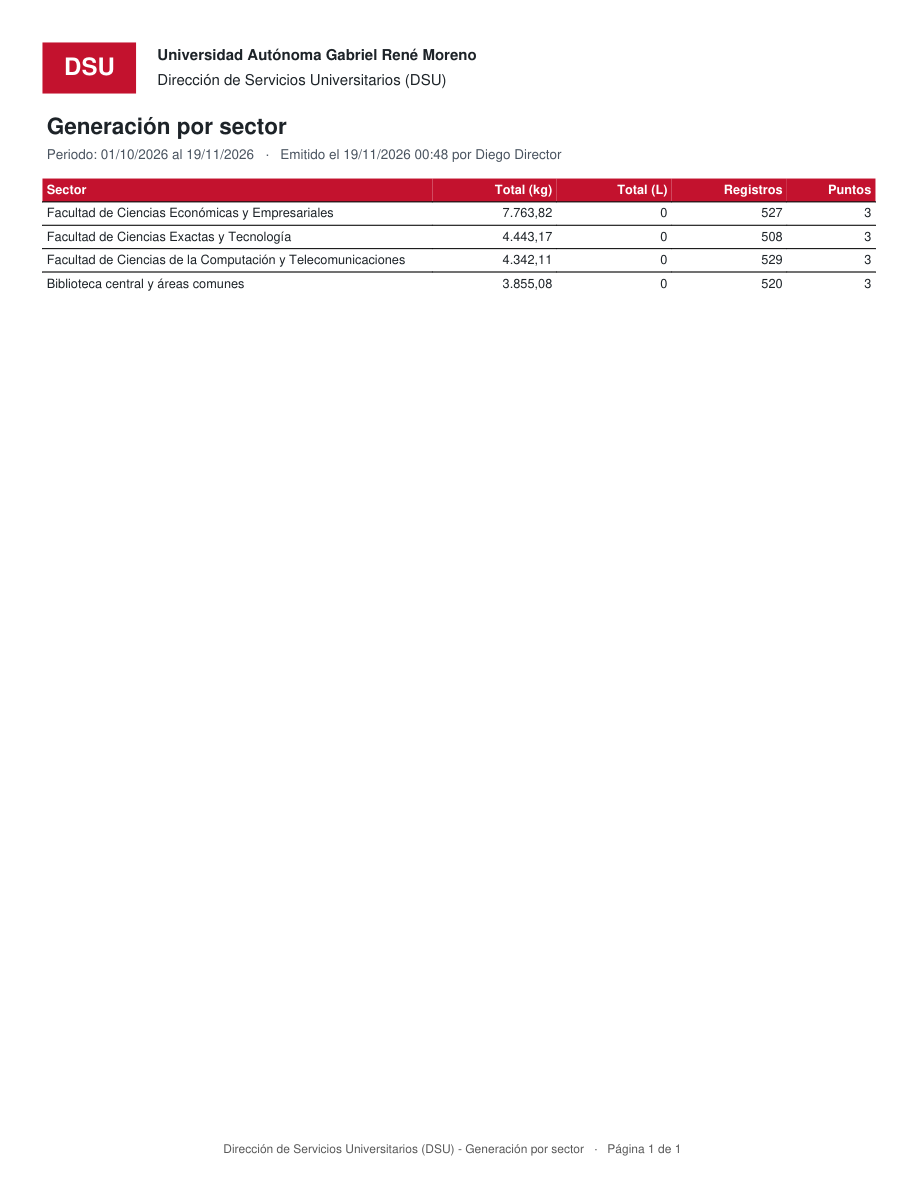 DSU
Universidad Autónoma Gabriel René Moreno
Dirección de Servicios Universitarios (DSU)
Generación por sector
Periodo: 01/10/2026 al 19/11/2026 · Emitido el 19/11/2026 00:48 por Diego Director
Sector Total (kg) Total (L) Registros Puntos
Facultad de Ciencias Económicas y Empresariales 7.763,82 0 527 3
Facultad de Ciencias Exactas y Tecnología 4.443,17 0 508 3
Facultad de Ciencias de la Computación y Telecomunicaciones 4.342,11 0 529 3
Biblioteca central y áreas comunes 3.855,08 0 520 3
Dirección de Servicios Universitarios (DSU) - Generación por sector · Página 1 de 1